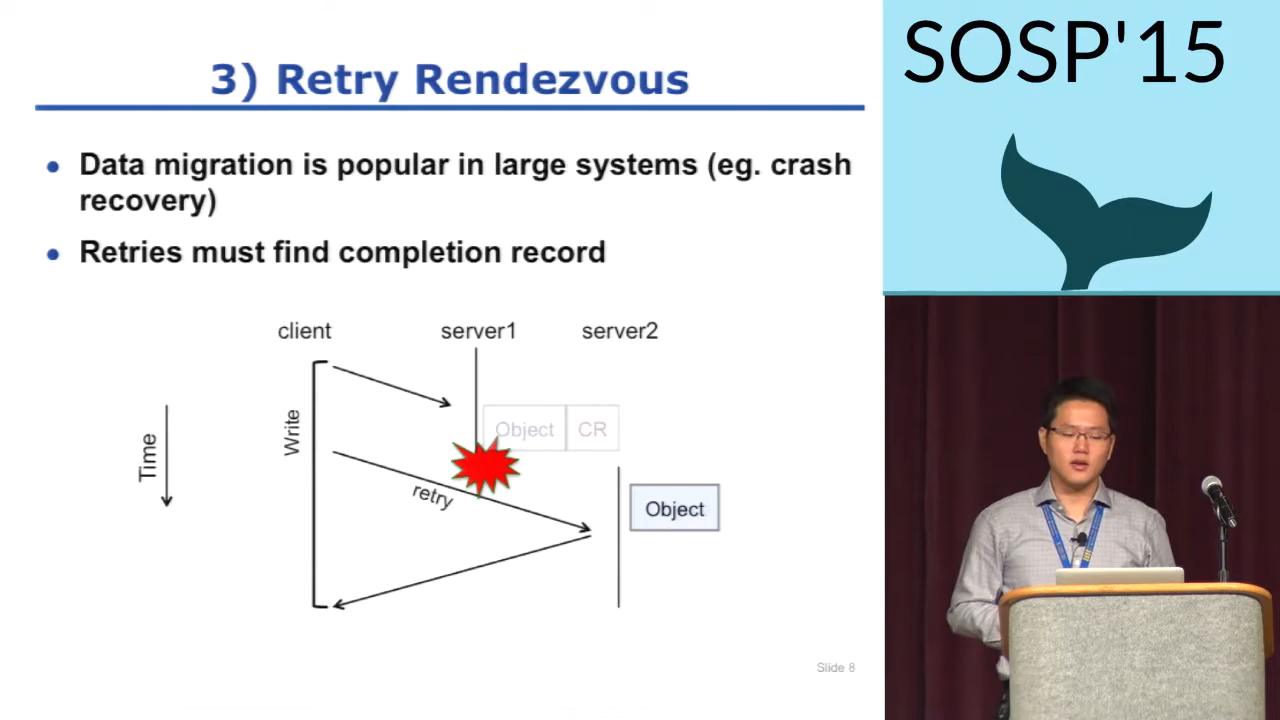 3) Retry Rendezvous
SOSP'15
• Data migration is popular in large systems (eg. crash
recovery)
• Retries must find completion record
client
server1
server2
Time
Write
Object
CR
retry
Object
Slide 8